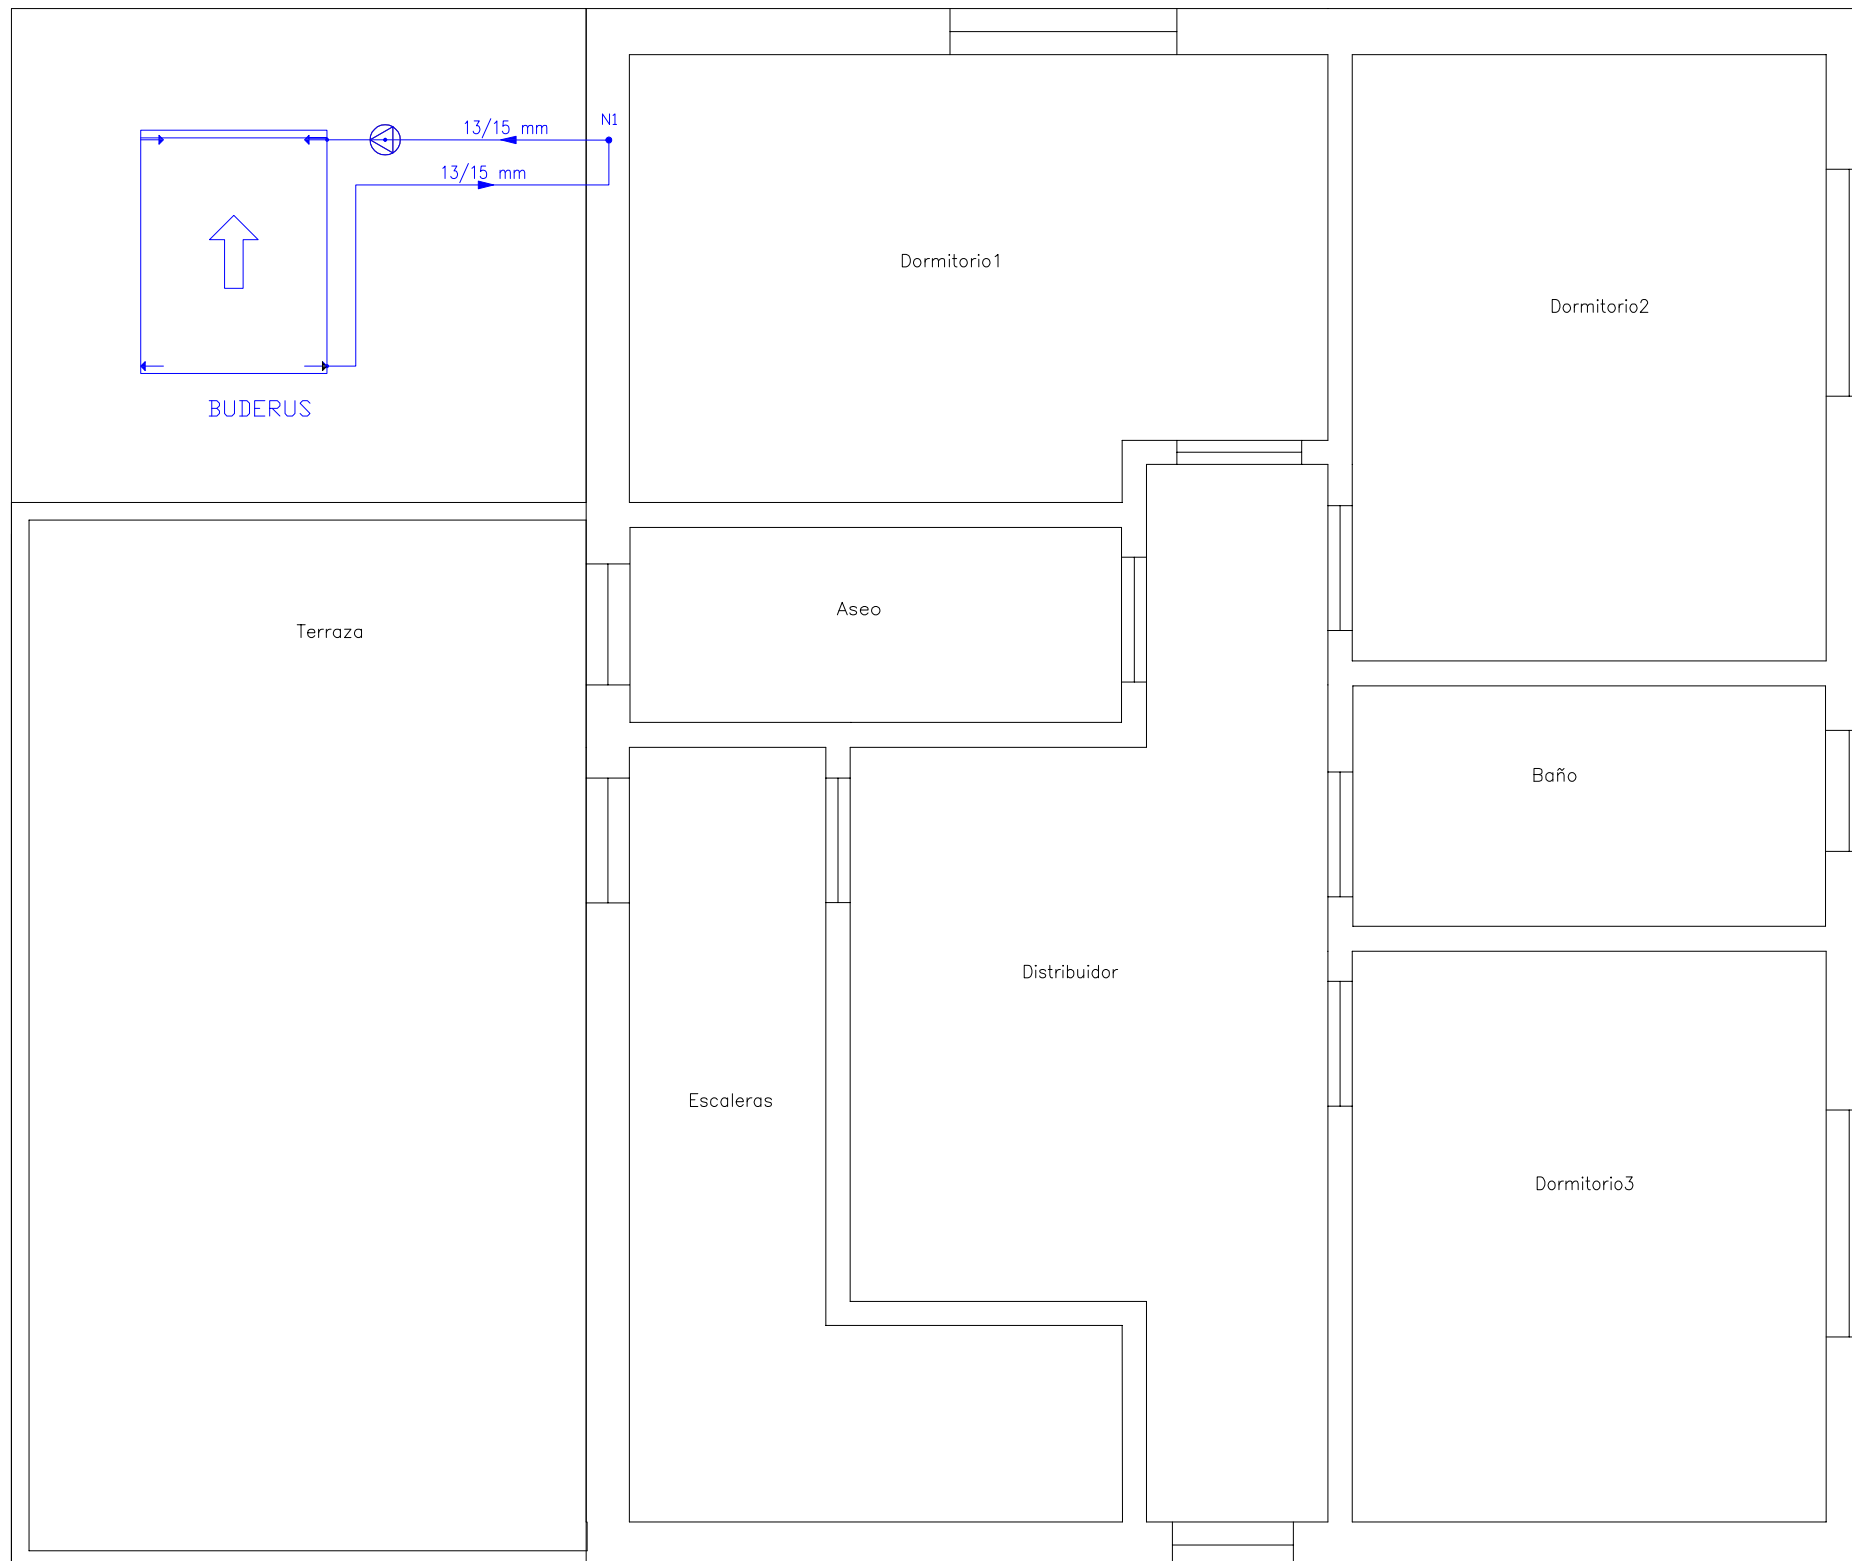 N1
13/15 mm
13/15 mm
Dormitorio1
Dormitorio2
BUDERUS
Aseo
Terraza
Baño
Distribuidor
Escaleras
Dormitorio3